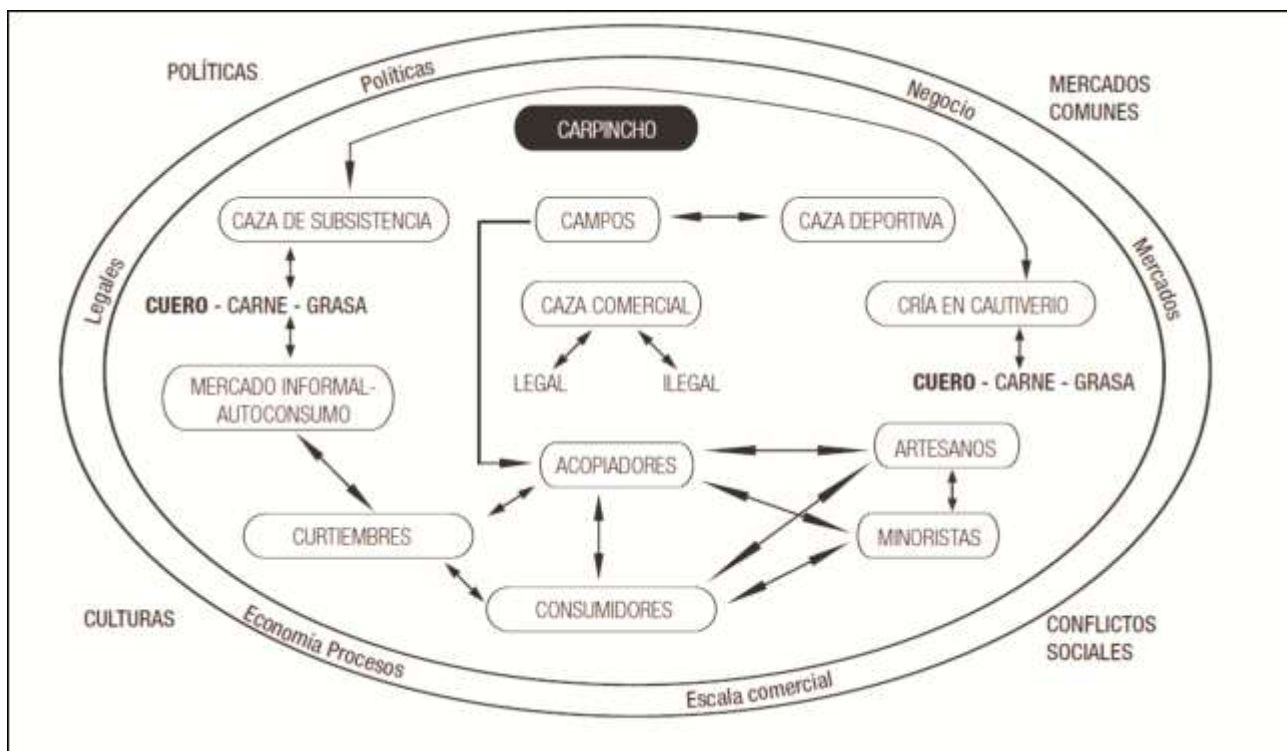 POLÍTICAS
Políticas
Negocio
MERCADOS
COMUNES
CARPINCHO
CAZA DE SUBSISTENCIA
CAMPOS
CAZA DEPORTIVA
Legales
Mercados
CUERO - CARNE - GRASA
CAZA COMERCIAL
CRÍA EN CAUTIVERIO
LEGAL
ILEGAL
MERCADO INFORMAL-
AUTOCONSUMO
CUERO - CARNE - GRASA
ACOPIADORES
ARTESANOS
CURTIEMBRES
MINORISTAS
CONSUMIDORES
CULTURAS
Economía Procesos
Escala comercial
CONFLICTOS
SOCIALES